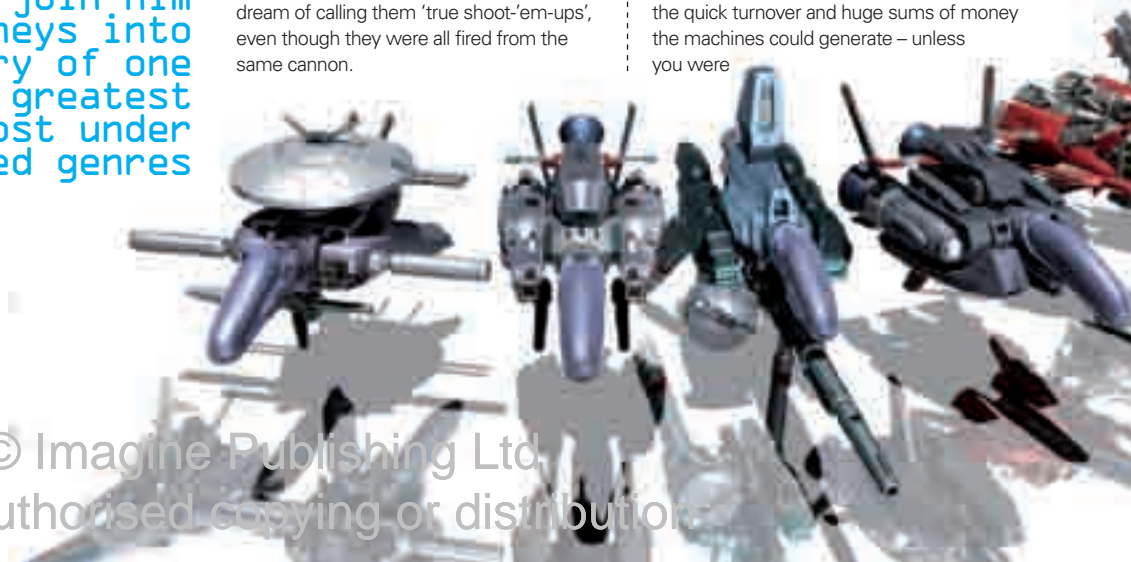 join him
neys into
ry of one
greatest
ost under
ed genres
dream of calling them ‘true shoot-’em-ups’,
even though they were all fired from the
same cannon.
the quick turnover and huge sums of money
the machines could generate – unless
you were
© Imagine Publishing Ltd
uthorised copying or distribution